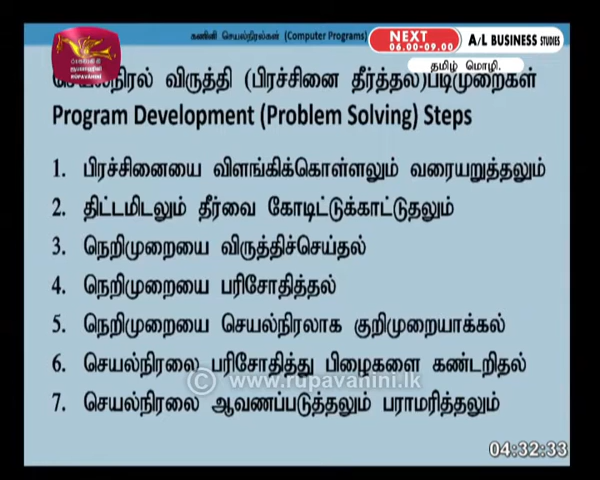 கணினி செயல்நிரல்கள் (Computer Programs)
NEXT
06.00-09.00
A/L BUSINESS STUDIES
தமிழ் மொழி.
செயல்நிரல் விருத்தி (பிரச்சினை தீர்த்தல்)படிமுறைகள்
Program Development (Problem Solving) Steps
1. பிரச்சினையை விளங்கிக்கொள்ளலும் வரையறுத்தலும்
2. திட்டமிடலும் தீர்வை கோடிட்டுக்காட்டுதலும்
3. நெறிமுறையை விருத்திச்செய்தல்
4. நெறிமுறையை பரிசோதித்தல்
5. நெறிமுறையை செயல்நிரலாக குறிமுறையாக்கல்
6. செயல்நிரலை பரிசோதித்து பிழைகளை கண்டறிதல்
© www.rupavahini.lk
7. செயல்நிரலை ஆவணப்படுத்தலும் பராமரித்தலும்
04:32:33